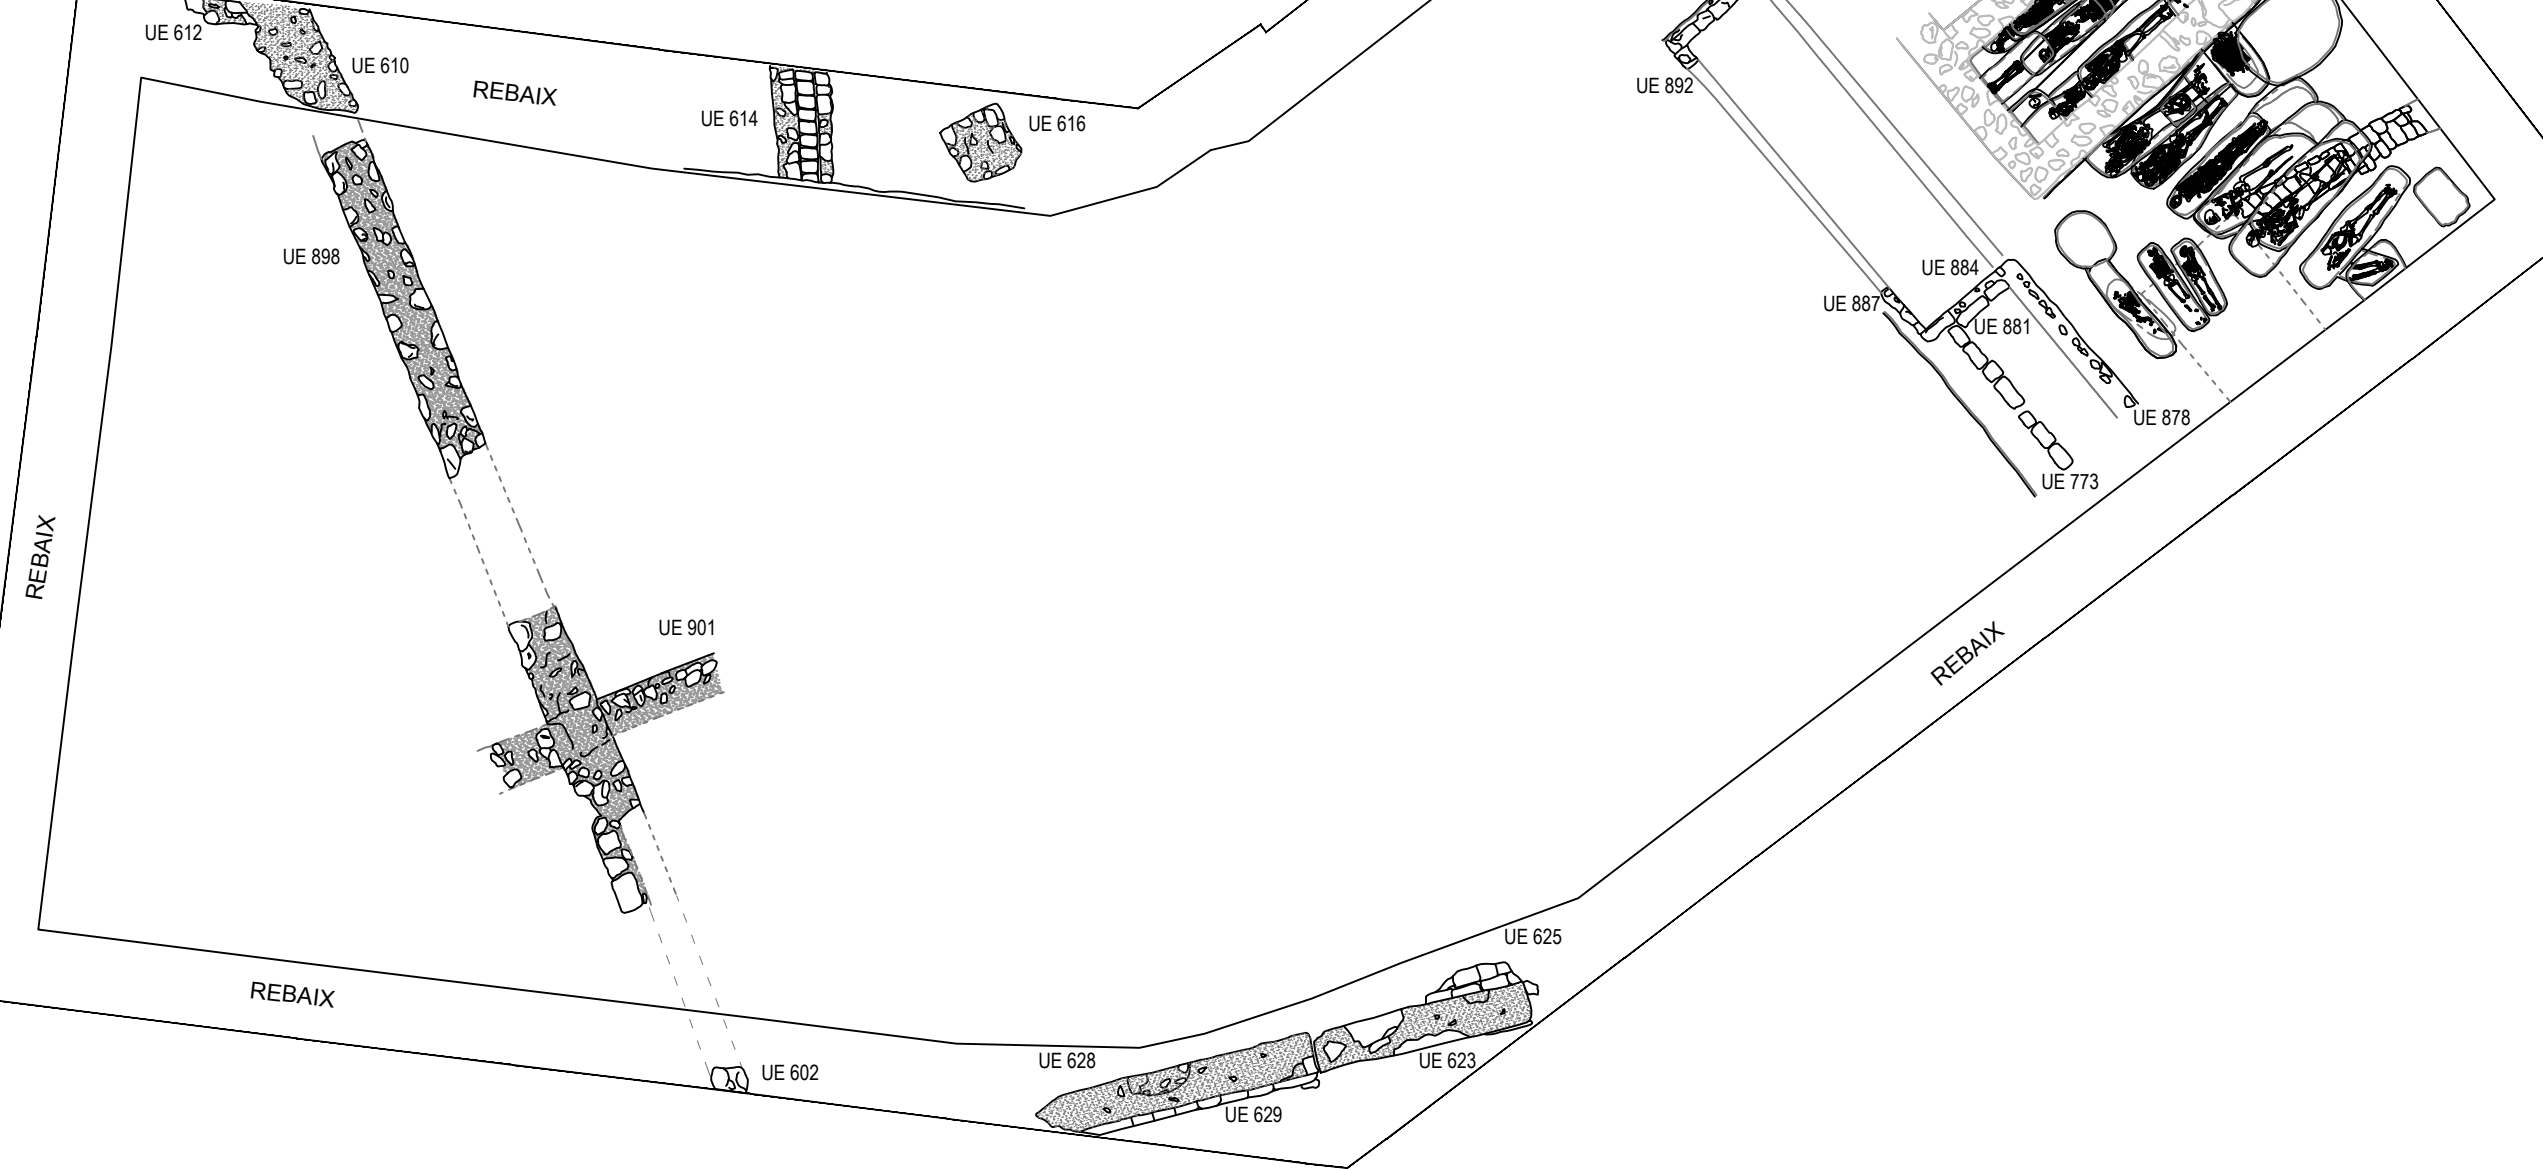 UE 612
UE 610
REBAIX
UE 614
UE 616
UE 892
UE 898
UE 884
UE 887
UE 881
UE 878
UE 773
REBAIX
UE 901
REBAIX
UE 625
REBAIX
UE 628
UE 623
UE 602
UE 629